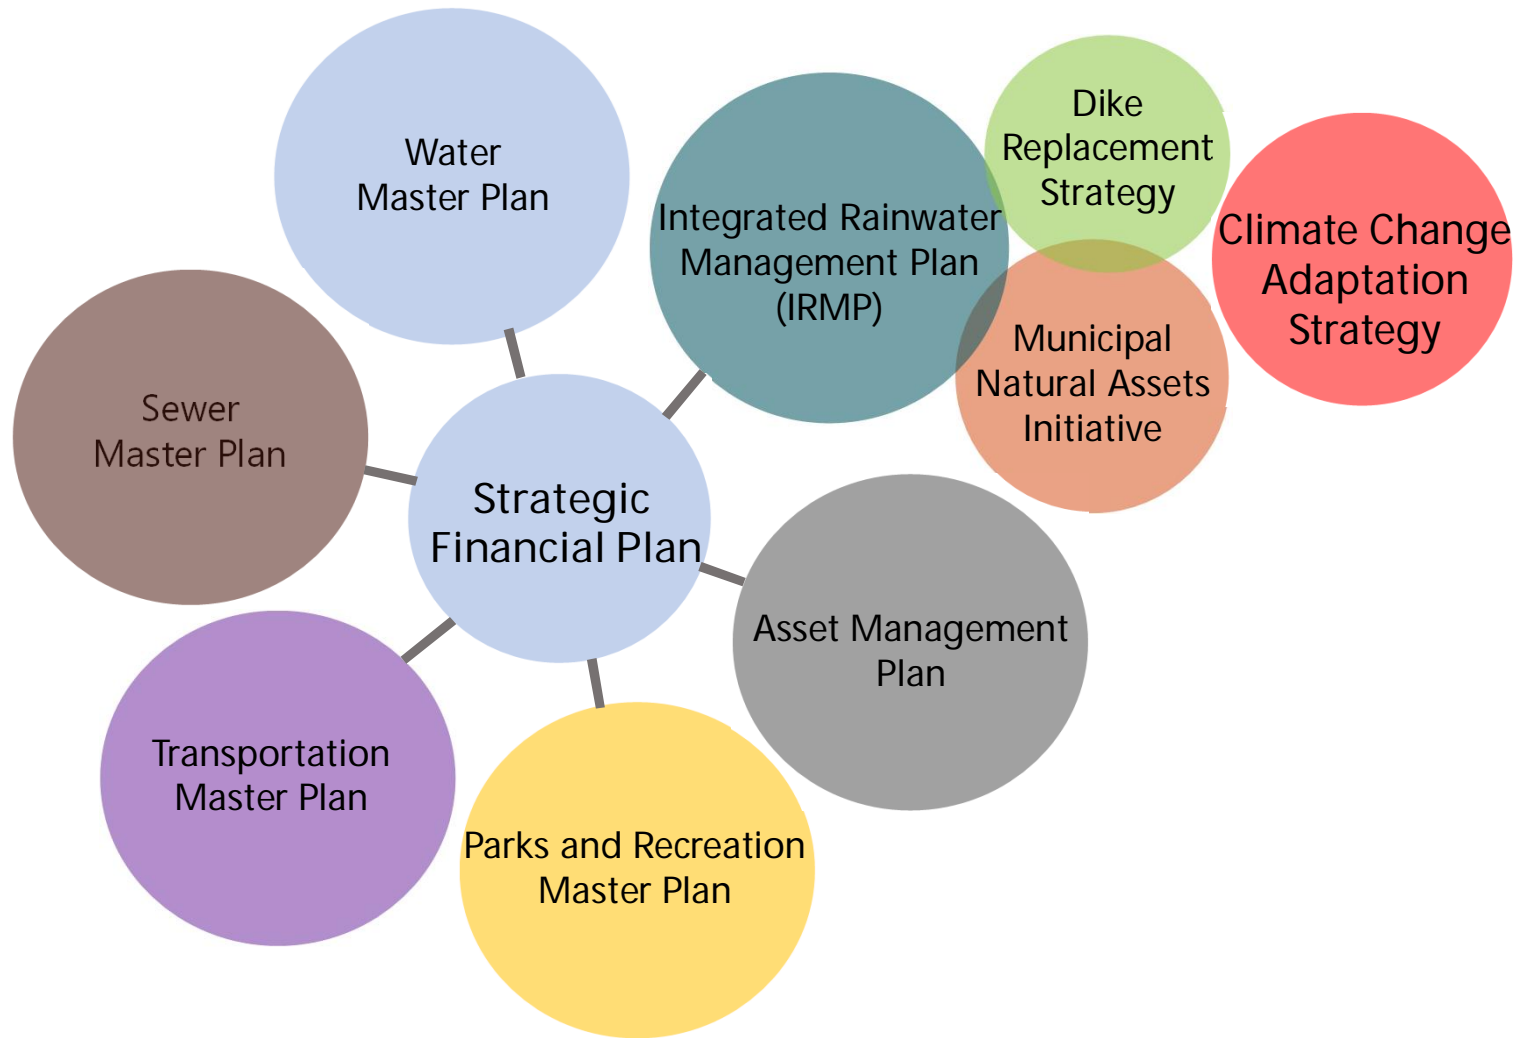 Water
Master Plan
Integrated Rainwater
Management Plan
(IRMP)
Dike
Replacement
Strategy
Climate Change
Adaptation
Strategy
Municipal
Natural Assets
Initiative
Sewer
Master Plan
Strategic
Financial Plan
Asset Management
Plan
Transportation
Master Plan
Parks and Recreation
Master Plan